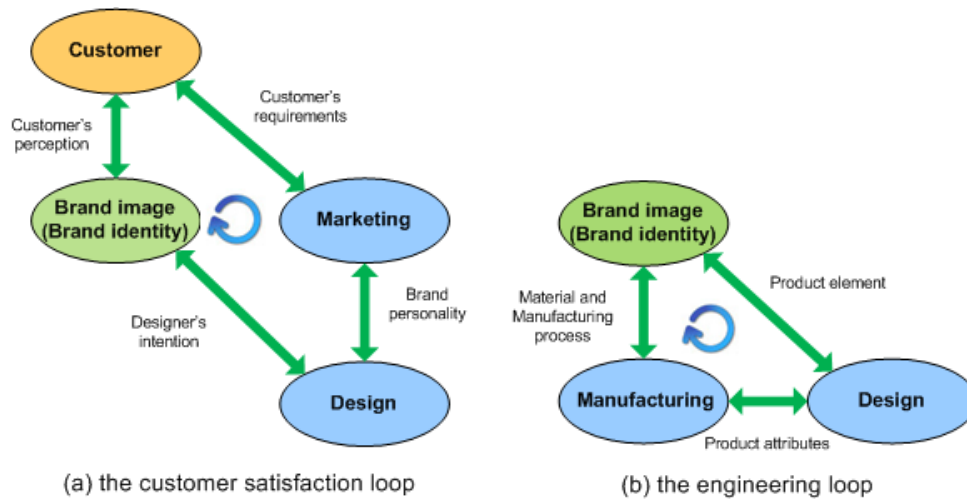 Customer
Customer's
perception
Customer's
requirements
Brand image
(Brand identity)
Marketing
Designer's
intention
Brand
personality
Design
(a) the customer satisfaction loop
Brand image
(Brand identity)
Material and
Manufacturing
process
Product element
Manufacturing
Design
Product attributes
(b) the engineering loop